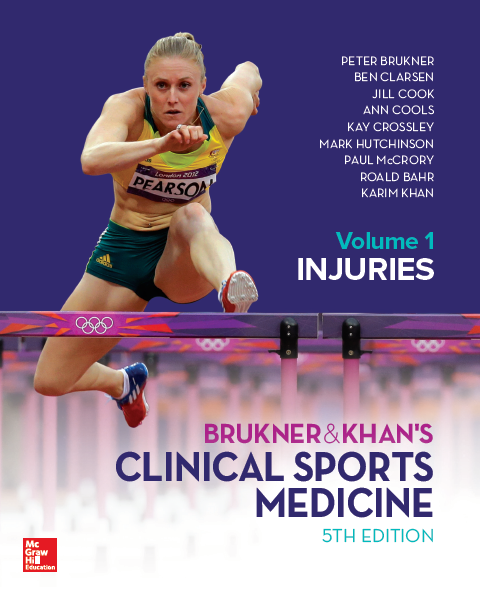 PETER BRUKNER
BEN CLARSEN
JILL COOK
ANN COOLS
KAY CROSSLEY
MARK HUTCHINSON
PAUL McCRORY
ROALD BAHR
KARIM KHAN
Volume 1
INJURIES
London 2012
PEARSON
adidas
BRUKNER&KHAN'S
CLINICAL SPORTS
MEDICINE
5TH EDITION
Mc
Graw
Hill
Education